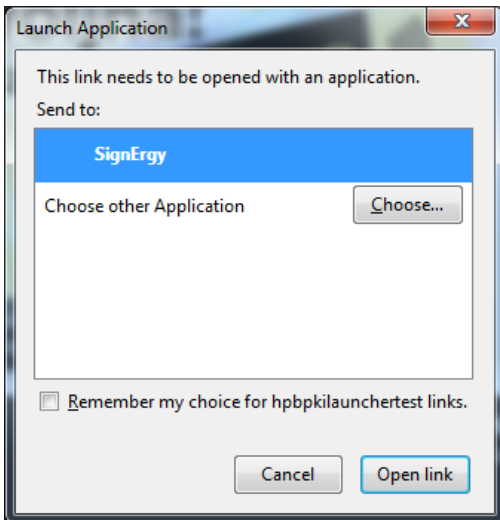 Launch Application
This link needs to be opened with an application.
Send to:
SignErgy
Choose other Application
Choose...
Remember my choice for hpbpkilaunchertest links.
Cancel
Open link